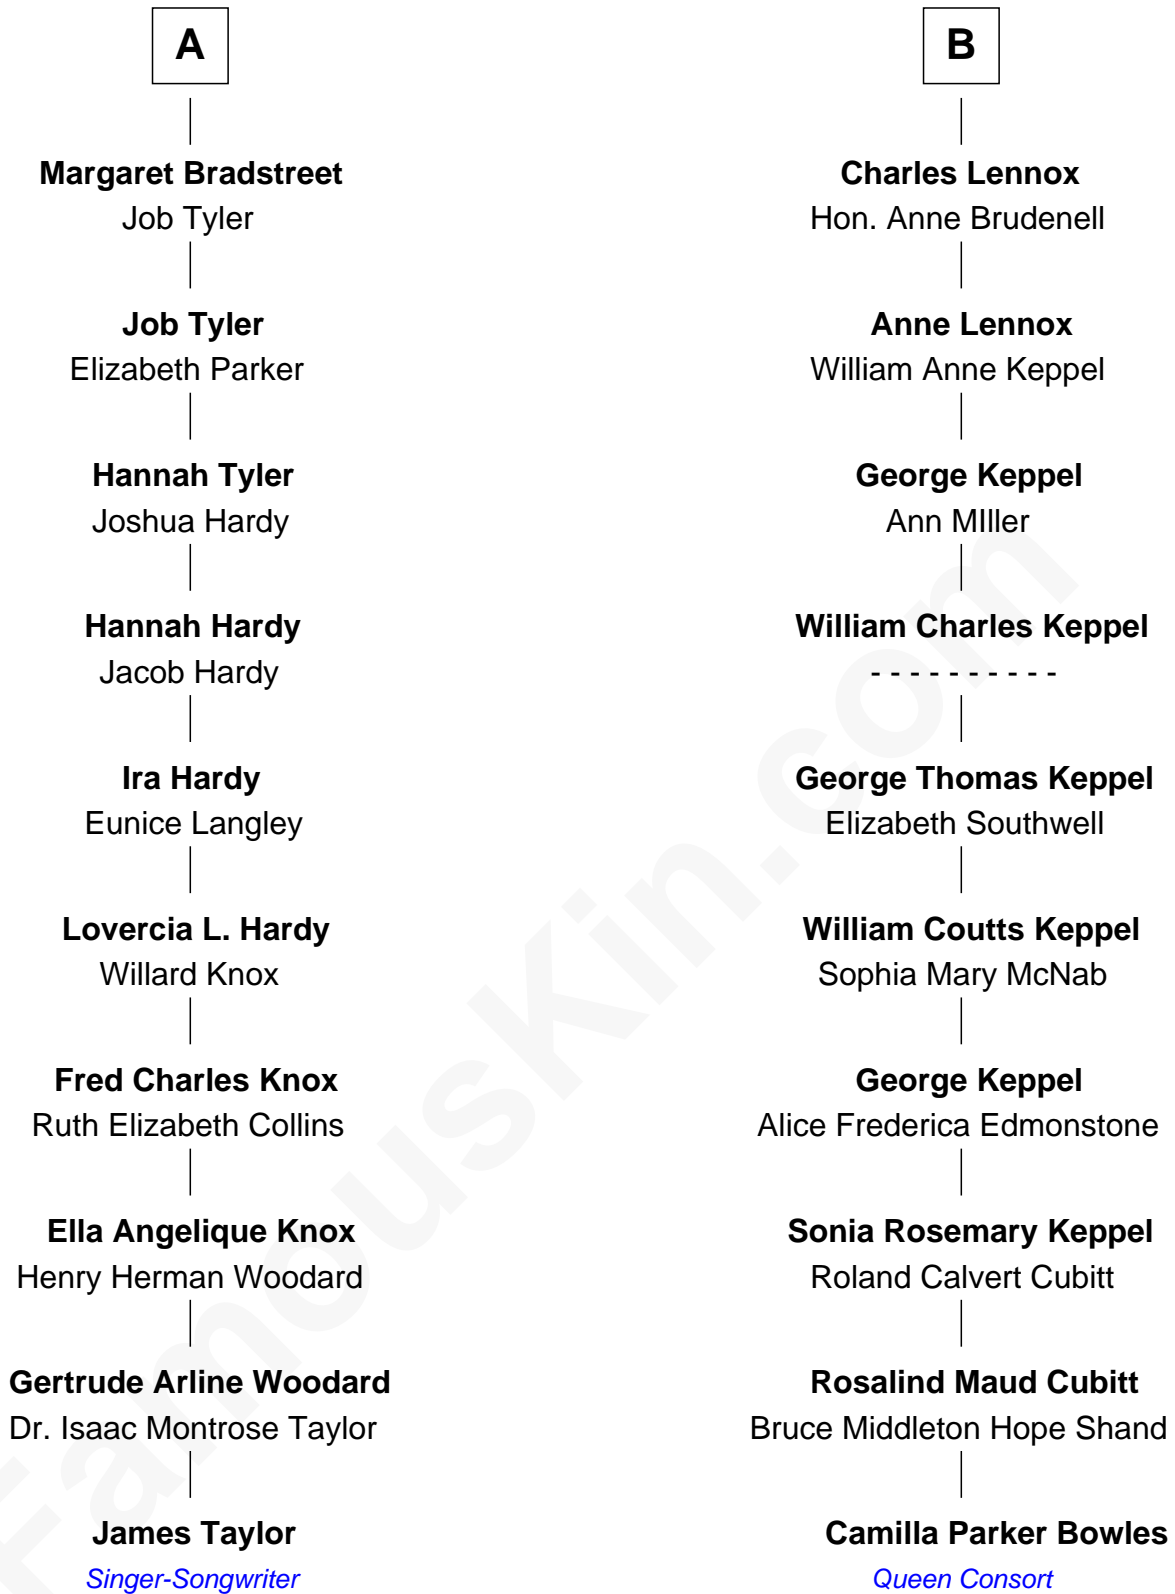 A
Margaret Bradstreet
Job Tyler
Job Tyler
Elizabeth Parker
Hannah Tyler
Joshua Hardy
Hannah Hardy
Jacob Hardy
Ira Hardy
Eunice Langley
Lovercia L. Hardy
Willard Knox
Fred Charles Knox
Ruth Elizabeth Collins
Ella Angelique Knox
Henry Herman Woodard
Gertrude Arline Woodard
Dr. Isaac Montrose Taylor
James Taylor
Singer-Songwriter
B
Charles Lennox
Hon. Anne Brudenell
Anne Lennox
William Anne Keppel
George Keppel
Ann MIller
William Charles Keppel
- - - - - - - - - -
George Thomas Keppel
Elizabeth Southwell
William Coutts Keppel
Sophia Mary McNab
George Keppel
Alice Frederica Edmonstone
Sonia Rosemary Keppel
Roland Calvert Cubitt
Rosalind Maud Cubitt
Bruce Middleton Hope Shand
Camilla Parker Bowles
Queen Consort
FamousKin.com